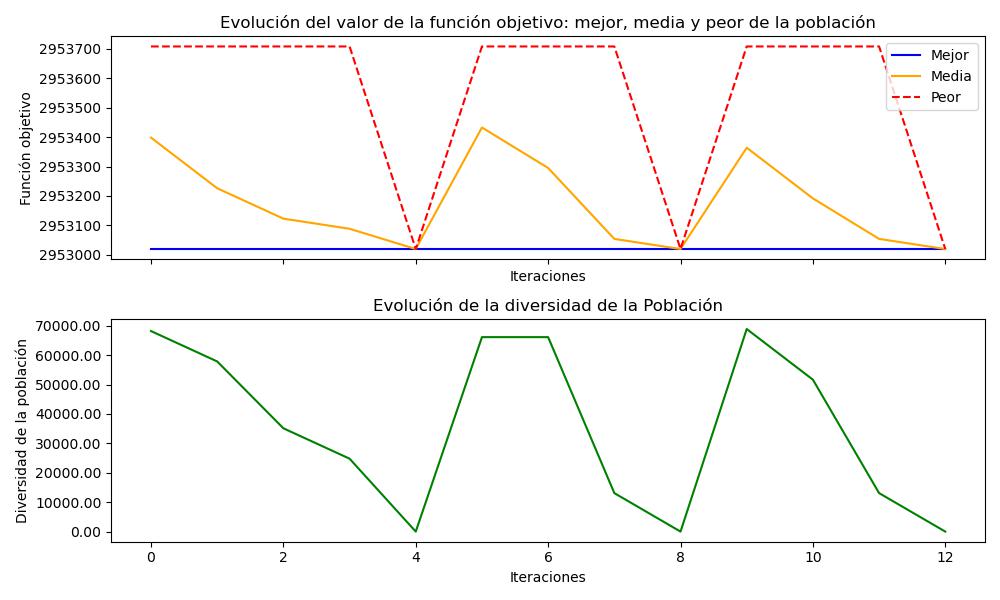 Evolución del valor de la función objetivo: mejor, media y peor de la población
Función objetivo
2953700
2953600
2953500
2953400
2953300
2953200
2953100
2953000
Mejor
Media
Peor
Iteraciones
Evolución de la diversidad de la Población
Diversidad de la población
70000.00
60000.00
50000.00
40000.00
30000.00
20000.00
10000.00
0.00
0 2 4 6 8 10 12
Iteraciones